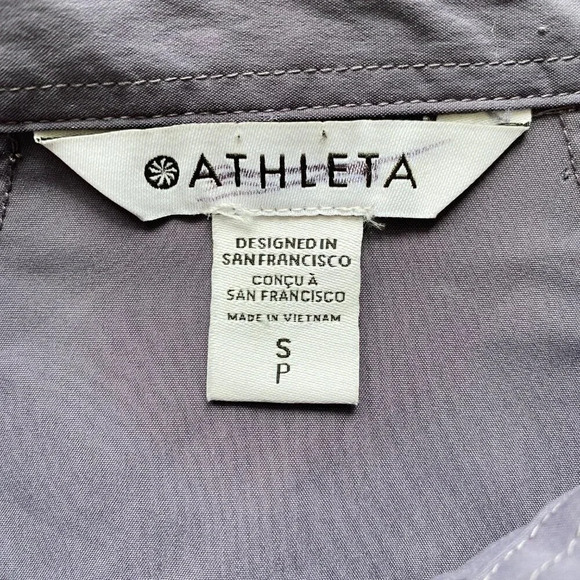 ATHLETA
DESIGNED IN
SAN FRANCISCO
CONÇU À
SAN FRANCISCO
MADE IN VIETNAM
S
P